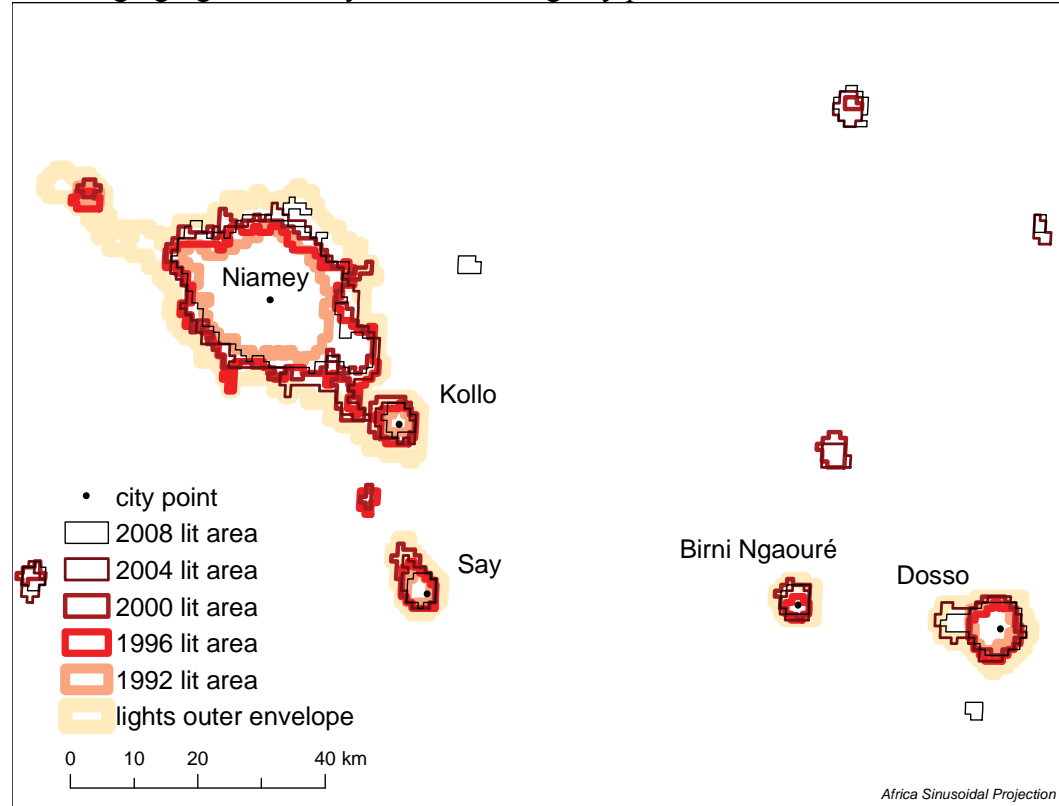 Niamey
Kollo
Say
Birni Ngaouré
Dosso
city point
2008 lit area
2004 lit area
2000 lit area
1996 lit area
1992 lit area
lights outer envelope
0 10 20 40 km
Africa Sinusoidal Projection